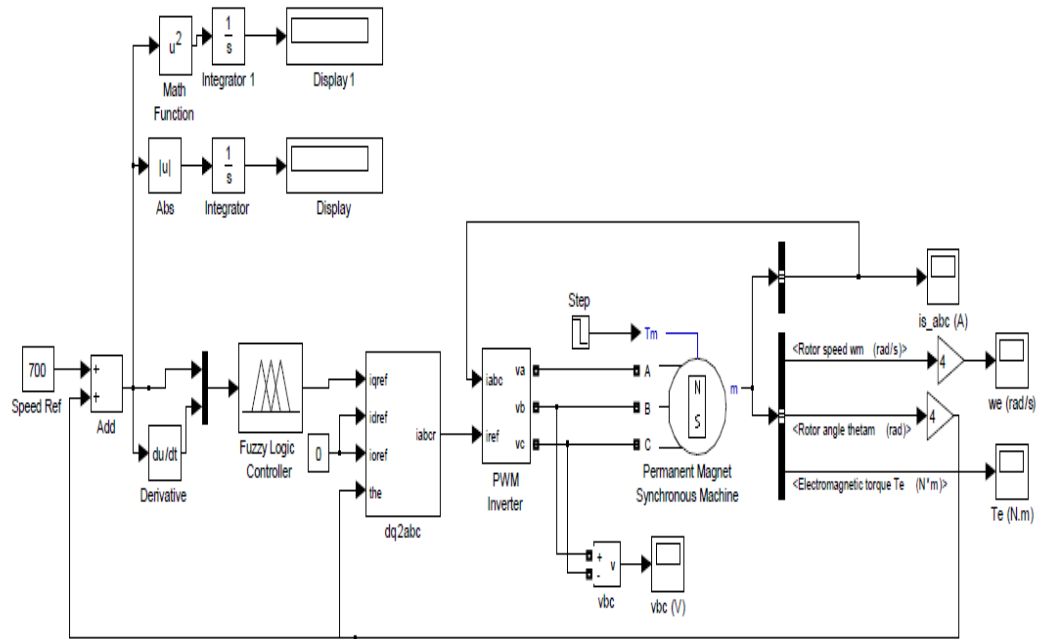 u2
Math
Function
1
s
Integrator 1
Display 1
|u|
Abs
1
s
Integrator
Display
700
Speed Ref
+
+
Add
du/dt
Derivative
Fuzzy Logic
Controller
0
iqref
idref
ioref
the
iabcr
dq2abc
iabc
iref
va
vb
vc
PWM
Inverter
Step
Tm
A
B
C
N
S
m
Permanent Magnet
Synchronous Machine
+
-
v
vbc
vbc (V)
is_abc (A)
<Rotor speed wm (rad/s)>
4
we (rad/s)
<Rotor angle thetam (rad)>
4
<Electromagnetic torque Te (N*m)>
Te (N.m)